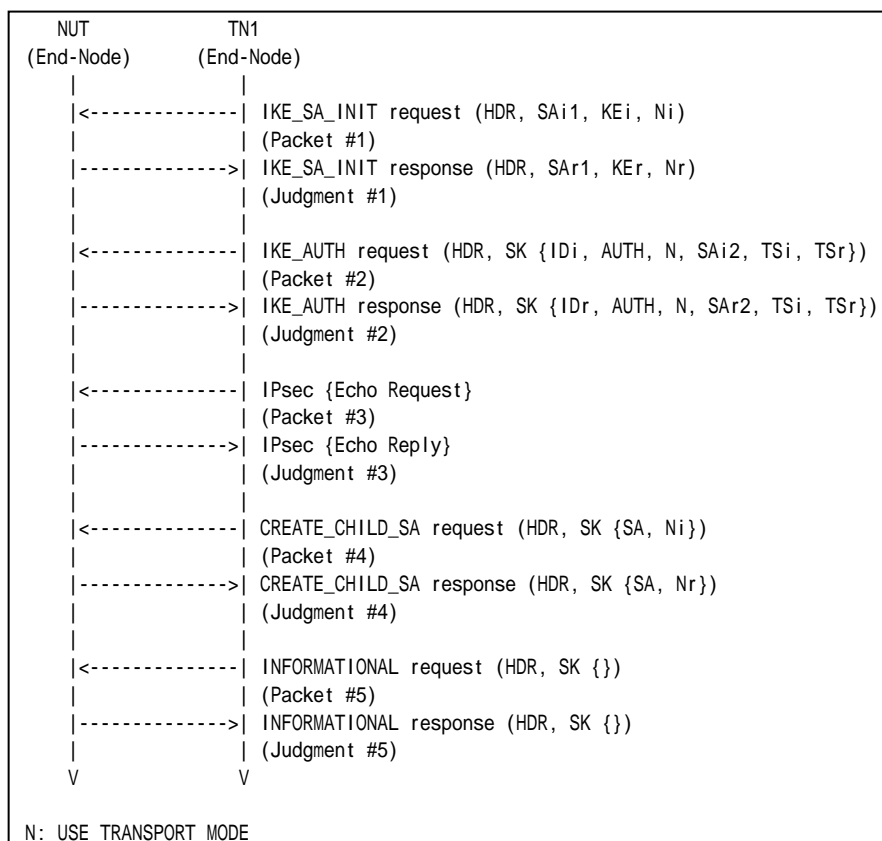 NUT TN1
(End-Node) (End-Node)
| |
|<--------------| IKE_SA_INIT request (HDR, SAi1, KEi, Ni)
| | (Packet #1)
|-------------->| IKE_SA_INIT response (HDR, SAr1, KEr, Nr)
| | (Judgment #1)
| |
|<--------------| IKE_AUTH request (HDR, SK {IDi, AUTH, N, SAi2, TSi, TSr})
| | (Packet #2)
|-------------->| IKE_AUTH response (HDR, SK {IDr, AUTH, N, SAr2, TSi, TSr})
| | (Judgment #2)
| |
|<--------------| IPsec {Echo Request}
| | (Packet #3)
|-------------->| IPsec {Echo Reply}
| | (Judgment #3)
| |
|<--------------| CREATE_CHILD_SA request (HDR, SK {SA, Ni})
| | (Packet #4)
|-------------->| CREATE_CHILD_SA response (HDR, SK {SA, Nr})
| | (Judgment #4)
| |
|<--------------| INFORMATIONAL request (HDR, SK {})
| | (Packet #5)
|-------------->| INFORMATIONAL response (HDR, SK {})
| | (Judgment #5)
V V
N: USE TRANSPORT MODE